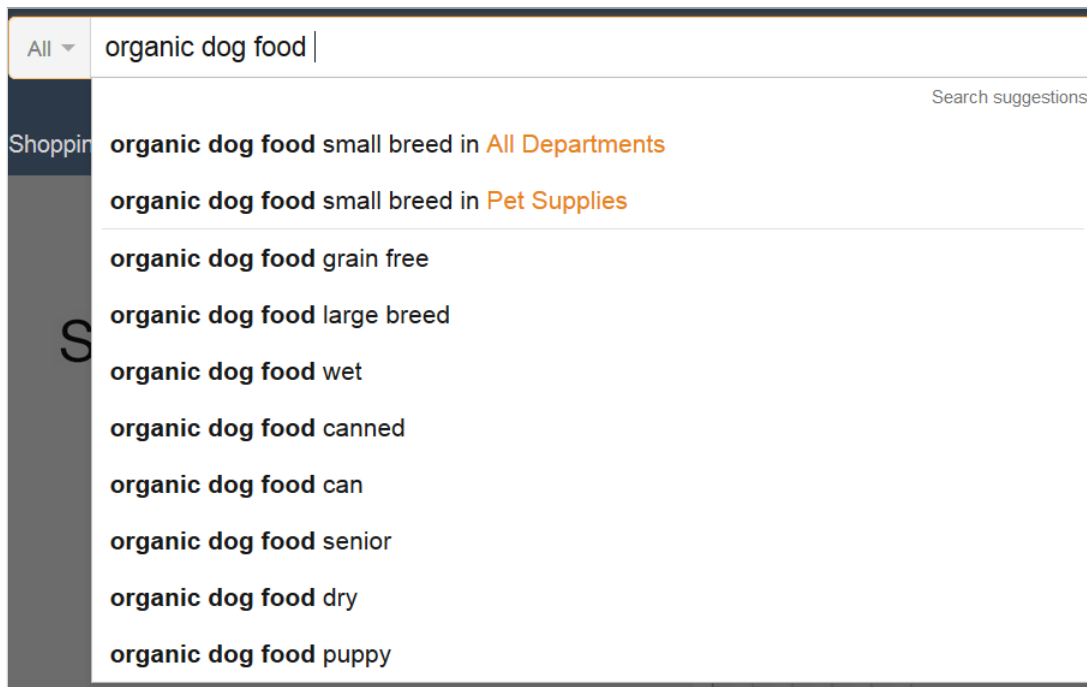 All organic dog food
Search suggestions
Shoppin
organic dog food small breed in All Departments
organic dog food small breed in Pet Supplies
organic dog food grain free
organic dog food large breed
S
organic dog food wet
organic dog food canned
organic dog food can
organic dog food senior
organic dog food dry
organic dog food puppy